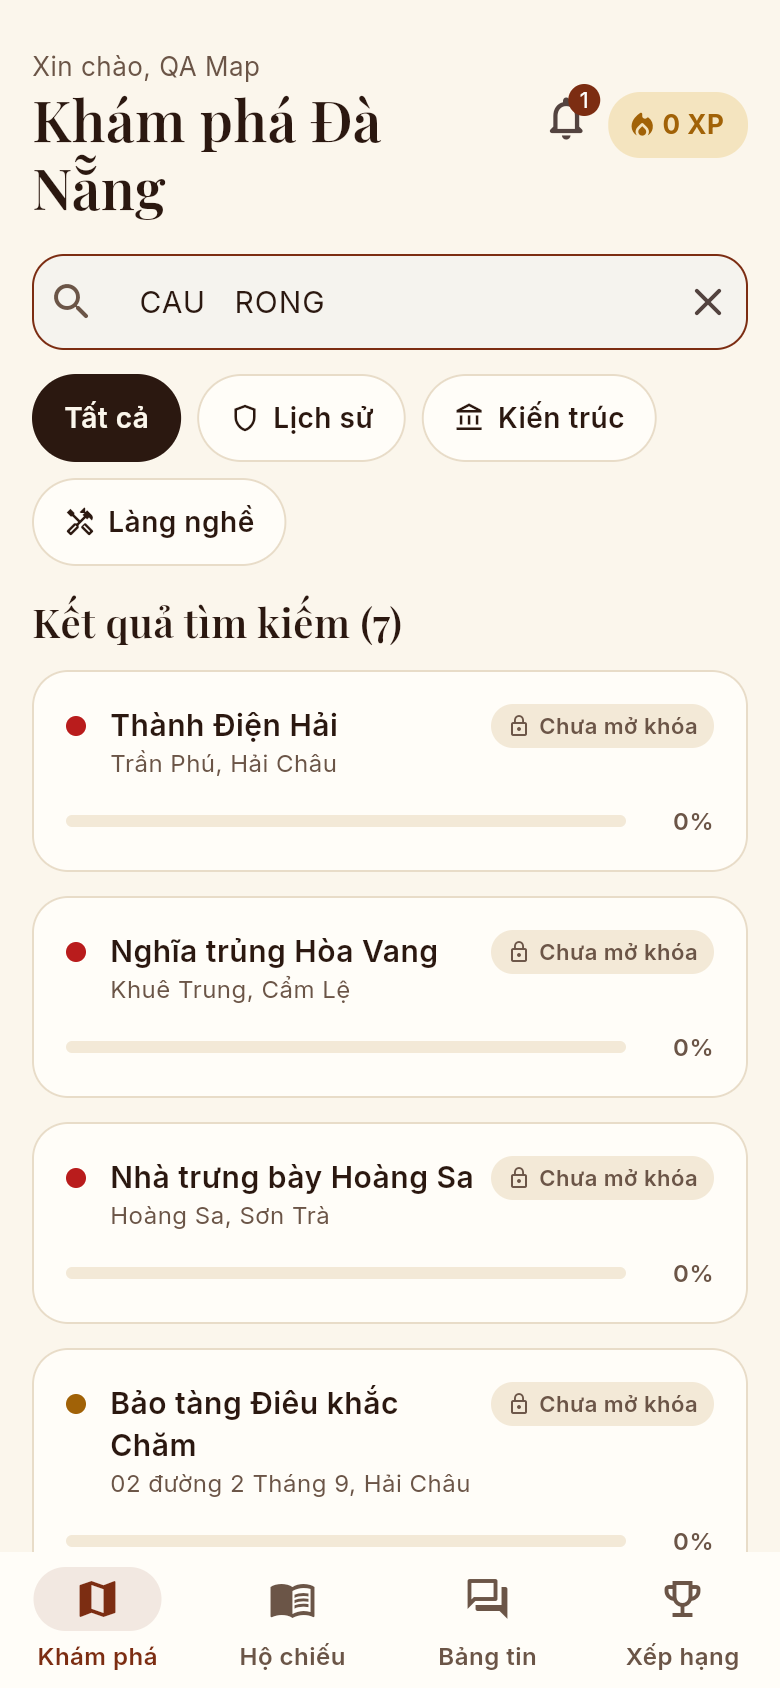 Xin chào, QA Map
Khám phá Đà
Nẵng
1
0 XP
CAU   RONG
Tất cả
Lịch sử
Kiến trúc
Làng nghề
Kết quả tìm kiếm (7)
Thành Điện Hải
Chưa mở khóa
Trần Phú, Hải Châu
0%
Nghĩa trủng Hòa Vang
Chưa mở khóa
Khuê Trung, Cẩm Lệ
0%
Nhà trưng bày Hoàng Sa
Chưa mở khóa
Hoàng Sa, Sơn Trà
0%
Bảo tàng Điêu khắc
Chăm
Chưa mở khóa
02 đường 2 Tháng 9, Hải Châu
0%
Khám phá
Hộ chiếu
Bảng tin
Xếp hạng